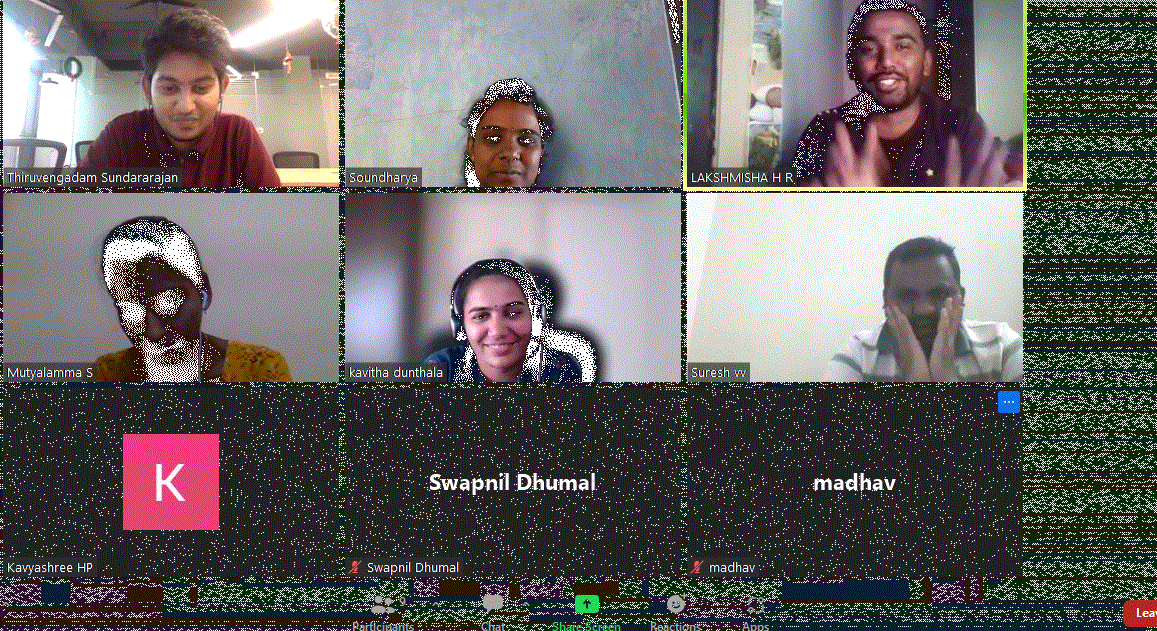 Thiruvengadam Sundararajan
Soundharya
LAKSHMISHA H R
Mutyalamma S
kavitha dunthala
Suresh vv
K
Swapnil Dhumal
madhav
Kavyashree HP
Swapnil Dhumal
madhav
Participants
Chat
Share Screen
Reactions
Apps
Leav